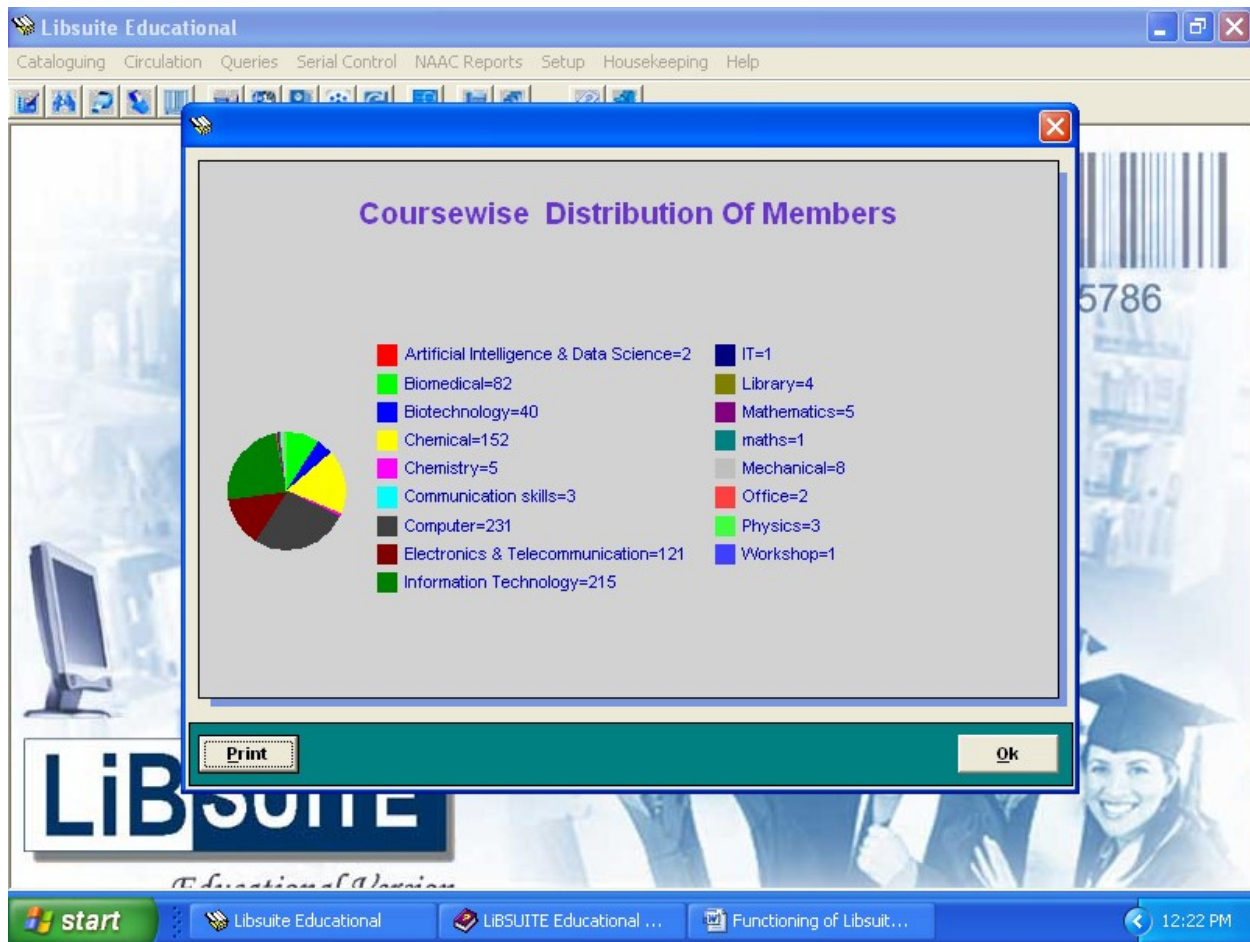 Libsuite Educational
Cataloguing Circulation Queries Serial Control NAAC Reports Setup Housekeeping Help
Coursewise Distribution Of Members
Artificial Intelligence & Data Science=2
Biomedical=82
Biotechnology=40
Chemical=152
Chemistry=5
Communication skills=3
Computer=231
Electronics & Telecommunication=121
Information Technology=215
IT=1
Library=4
Mathematics=5
maths=1
Mechanical=8
Office=2
Physics=3
Workshop=1
5786
Print Ok
LiBSUITE
Educational Version
start Libsuite Educational LiBSUITE Educational ... Functioning of Libsuit... 12:22 PM